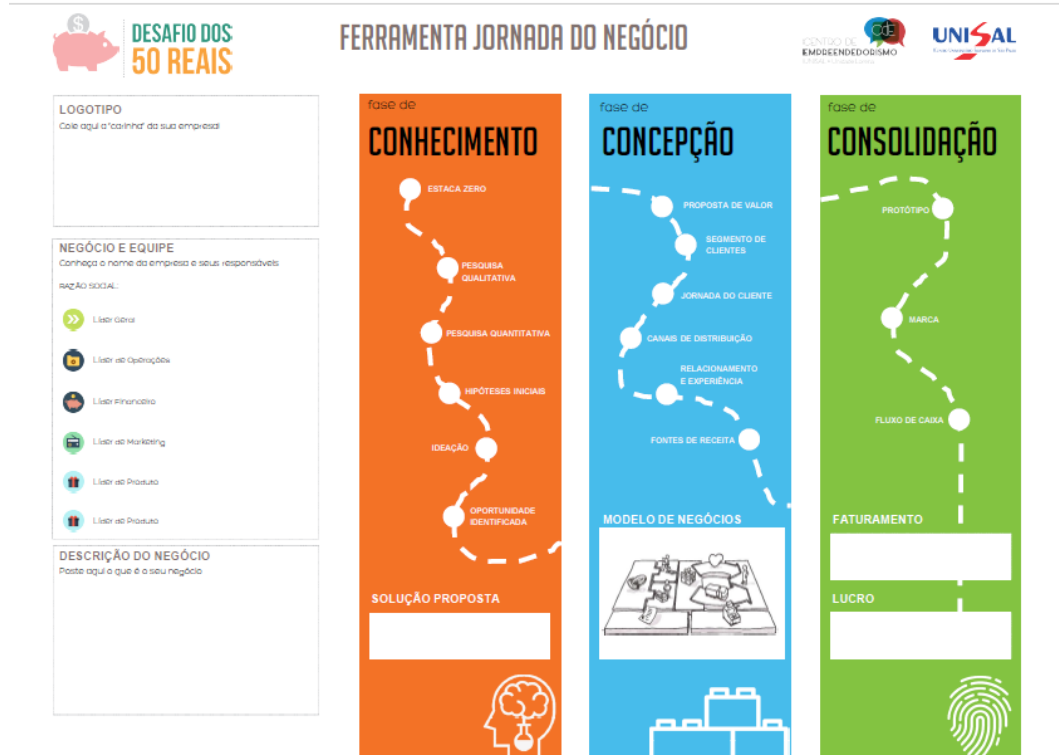 DESAFIO DOS
50 REAIS
FERRAMENTA JORNADA DO NEGÓCIO
CENTRO DE
EMPREENDEDORISMO
cde
UNISAL
LOGOTIPO
Cole aqui a "carinha" da sua empresa!
NEGÓCIO E EQUIPE
Conheça o nome da empresa e seus responsáveis
RAZÃO SOCIAL:
Líder Geral
Líder de Operações
Líder Financeiro
Líder de Marketing
Líder de Produto
Líder de Produto
DESCRIÇÃO DO NEGÓCIO
Poste aqui o que é o seu negócio
fase de
CONHECIMENTO
ESTACA ZERO
PESQUISA
QUALITATIVA
PESQUISA QUANTITATIVA
HIPÓTESES INICIAIS
IDEAÇÃO
OPORTUNIDADE
IDENTIFICADA
SOLUÇÃO PROPOSTA
fase de
CONCEPÇÃO
PROPOSTA DE VALOR
SEGMENTO DE
CLIENTES
JORNADA DO CLIENTE
CANAIS DE DISTRIBUIÇÃO
RELACIONAMENTO
E EXPERIÊNCIA
FONTES DE RECEITA
MODELO DE NEGÓCIOS
fase de
CONSOLIDAÇÃO
PROTÓTIPO
MARCA
FLUXO DE CAIXA
FATURAMENTO
LUCRO